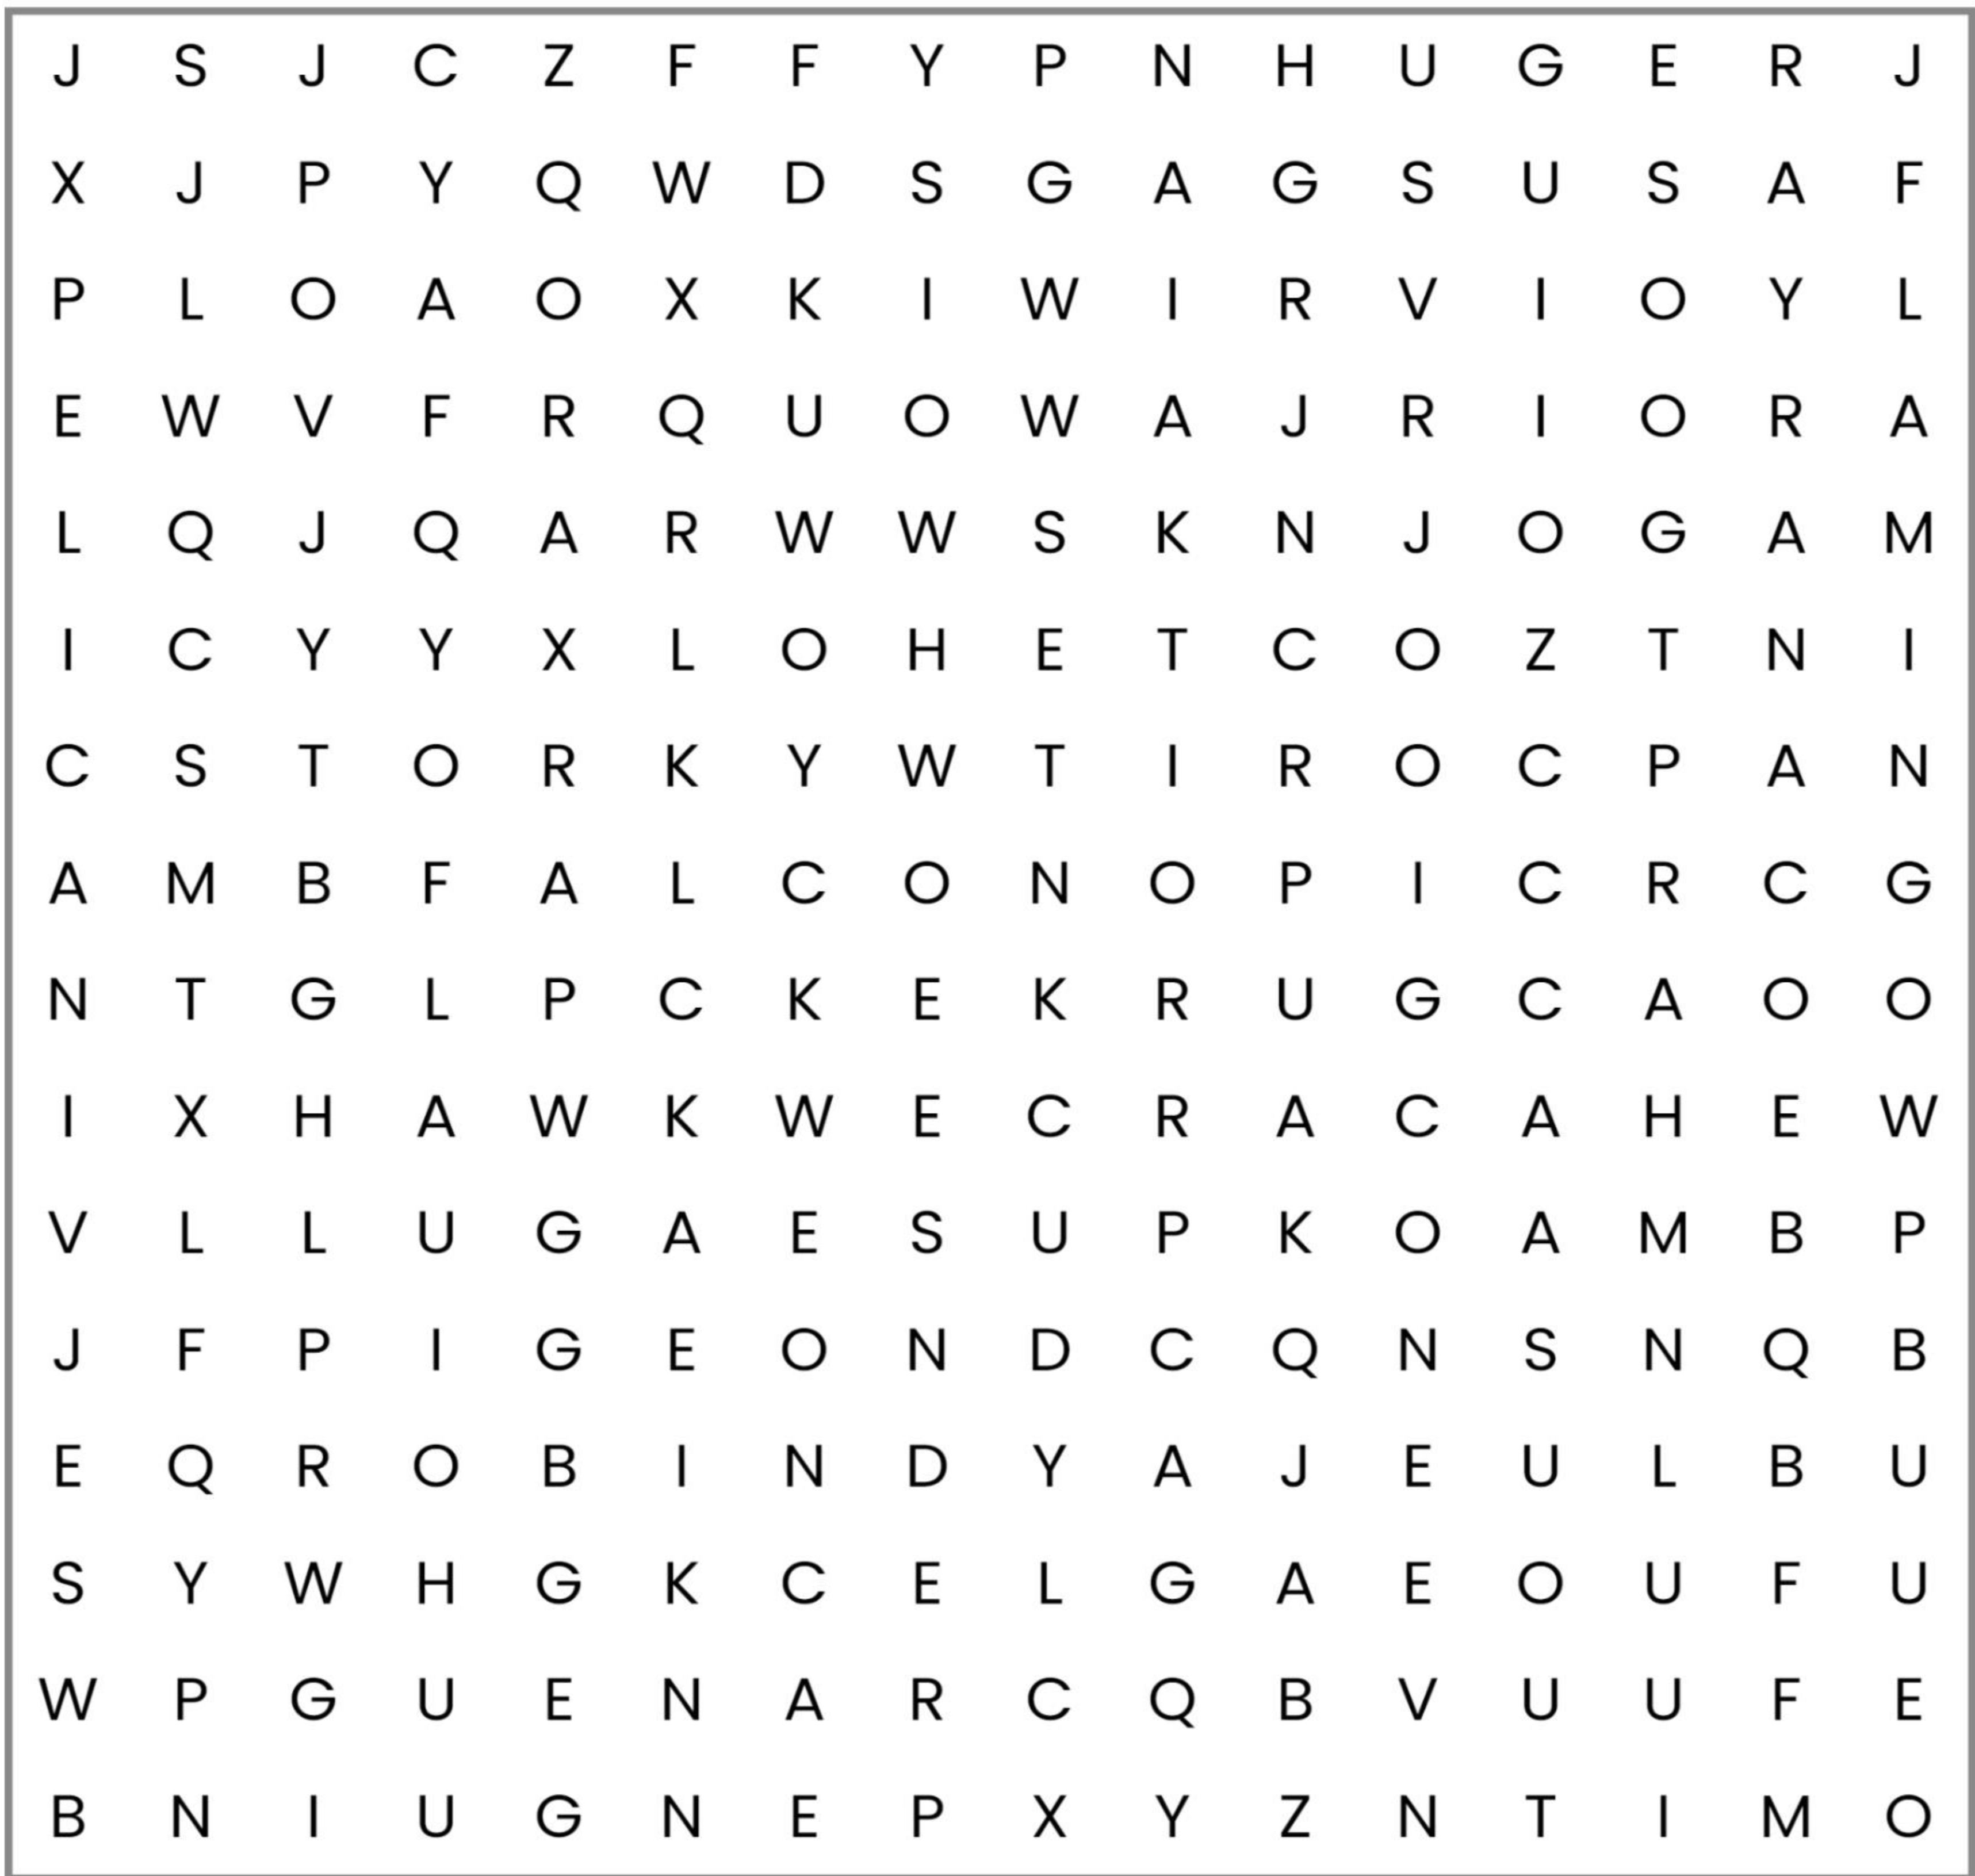 J S J C Z F F Y P N H U G E R J
X J P Y Q W D S G A G S U S A F
P L O A O X K I W I R V I O Y L
E W V F R Q U O W A J R I O R A
L Q J Q A R W W S K N J O G A M
I C Y Y X L O H E T C O Z T N I
C S T O R K Y W T I R O C P A N
A M B F A L C O N O P I C R C G
N T G L P C K E K R U G C A O O
I X H A W K W E C R A C A H E W
V L L U G A E S U P K O A M B P
J F P I G E O N D C Q N S N Q B
E Q R O B I N D Y A J E U L B U
S Y W H G K C E L G A E O U F U
W P G U E N A R C Q B V U U F E
B N I U G N E P X Y Z N T I M O